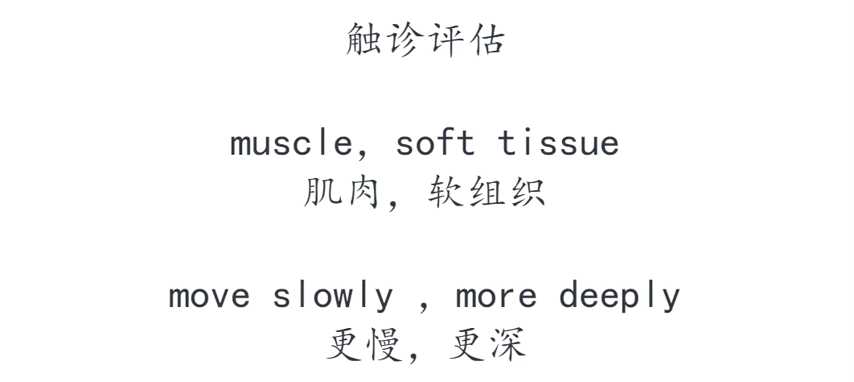 触诊评估
muscle, soft tissue
肌肉，软组织
move slowly , more deeply
更慢，更深